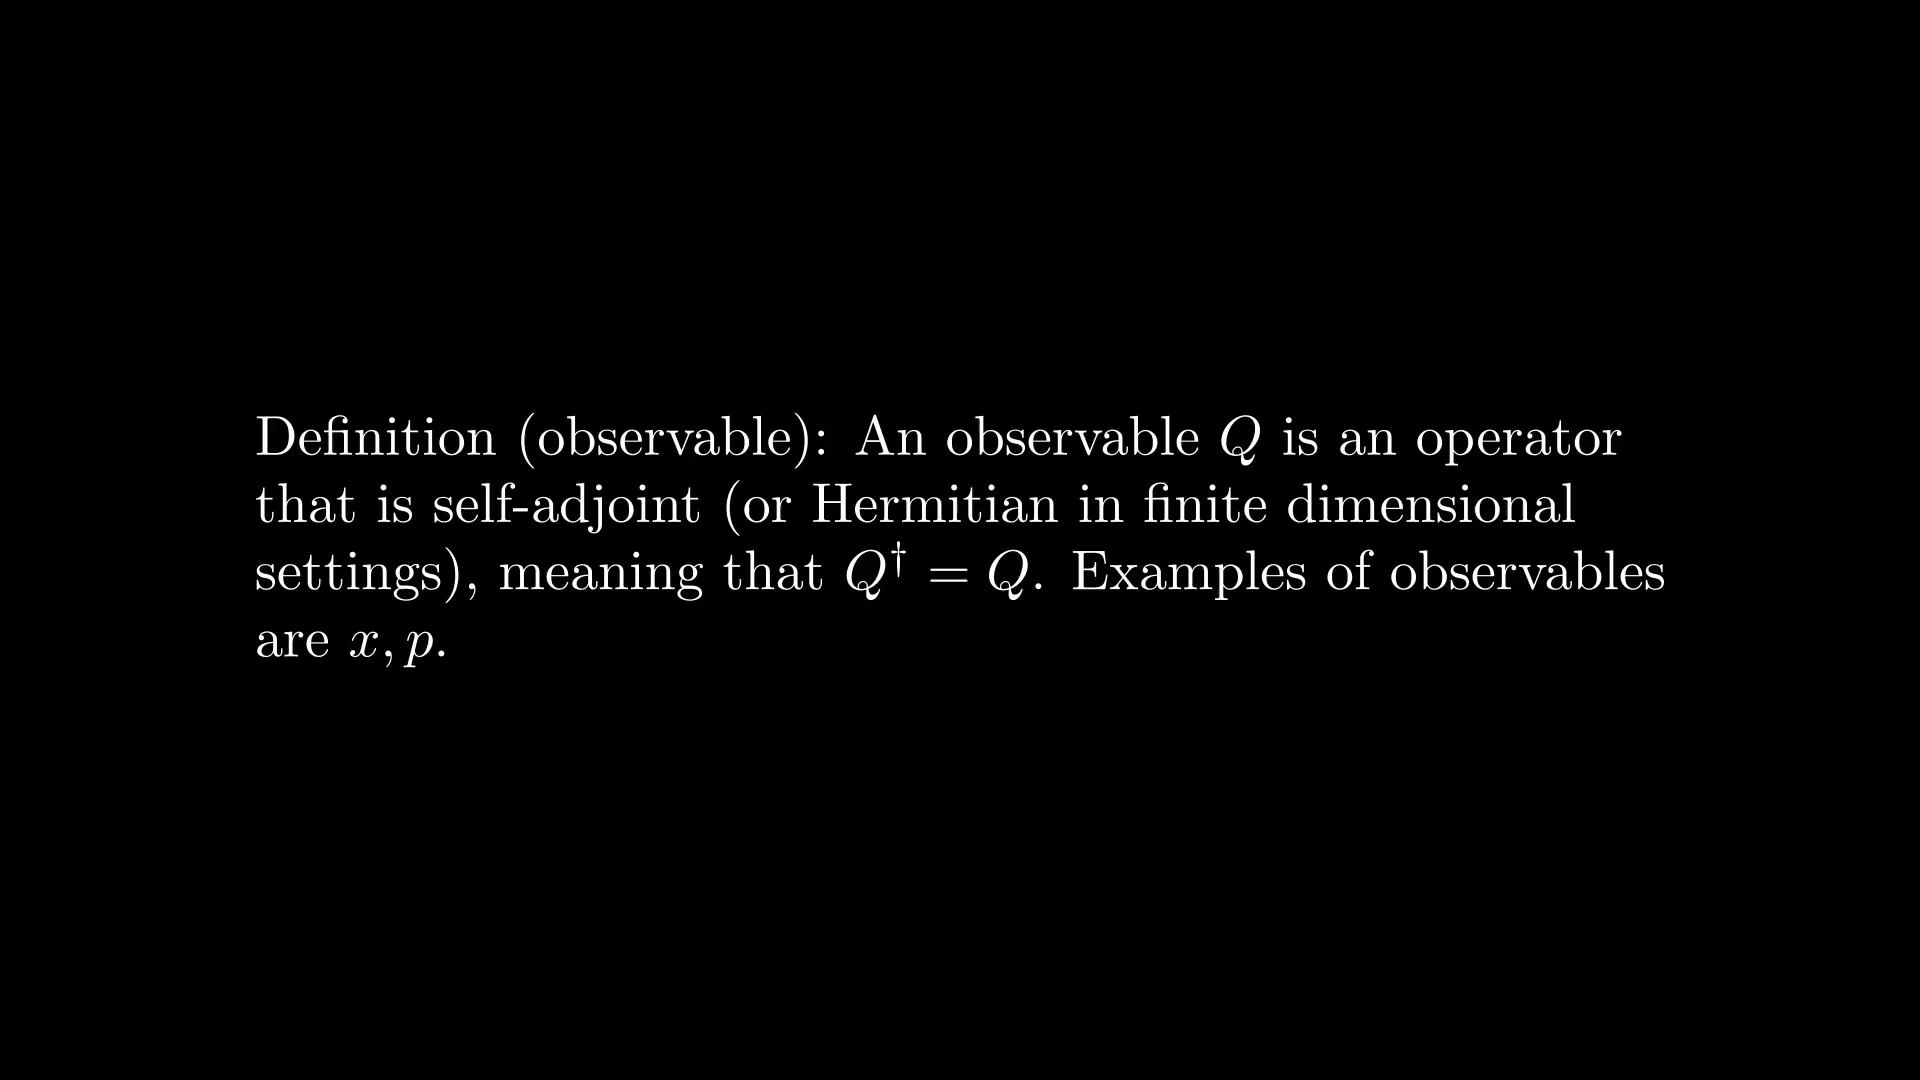 Definition (observable): An observable Q is an operator
that is self-adjoint (or Hermitian in finite dimensional
settings), meaning that Q† = Q. Examples of observables
are x, p.